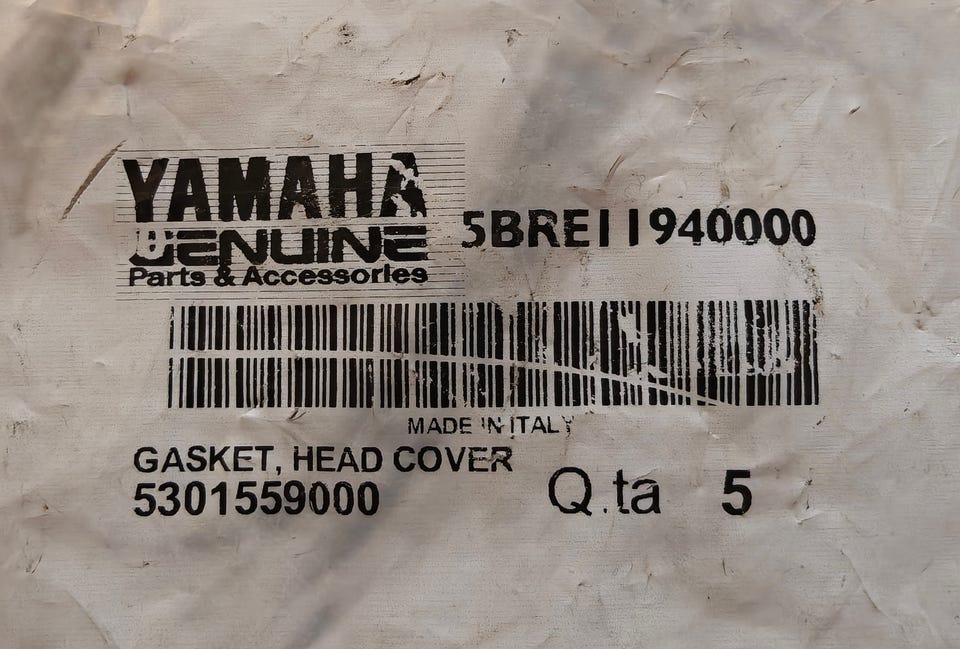 YAMAHA
GENUINE
Parts & Accessories
5BRE11940000
MADE IN ITALY
GASKET, HEAD COVER
5301559000
Q.ta 5